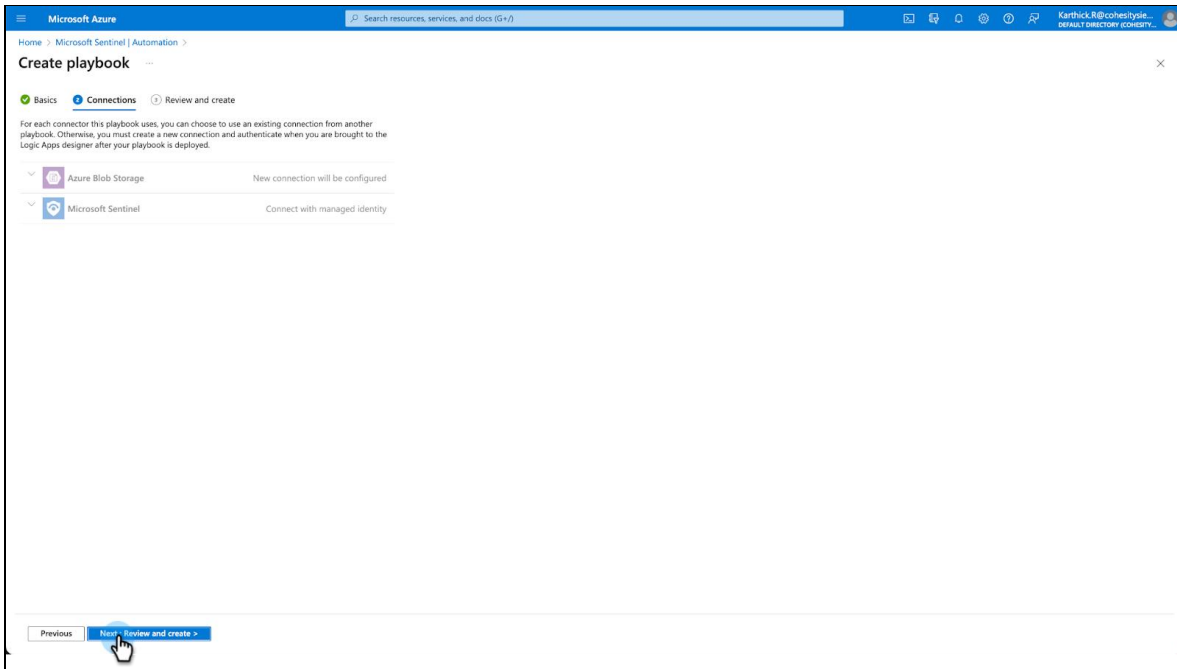 Microsoft Azure
Search resources, services, and docs (G+/)
Karthick.R@cohesitysie...
DEFAULT DIRECTORY (COHESITY...
Home > Microsoft Sentinel | Automation >
Create playbook ...
Basics
2 Connections
3 Review and create
For each connector this playbook uses, you can choose to use an existing connection from another
playbook. Otherwise, you must create a new connection and authenticate when you are brought to the
Logic Apps designer after your playbook is deployed.
Azure Blob Storage New connection will be configured
Microsoft Sentinel Connect with managed identity
Previous
Next : Review and create >